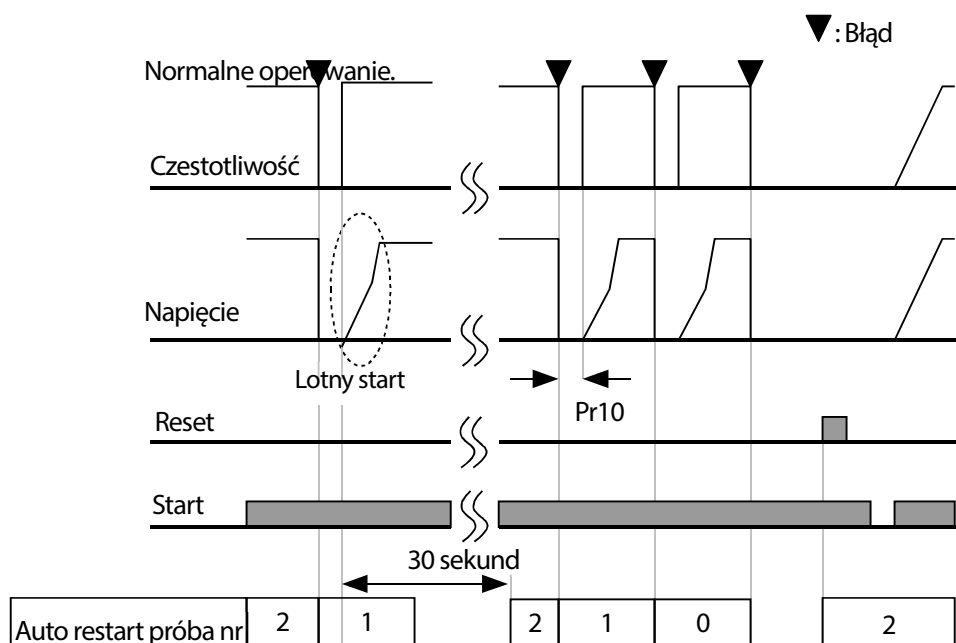 ▼: Błąd
Normalne operowanie.
Czestotliwość
Napięcie
Lotny start
Pr10
Reset
Start
30 sekund
Auto restart próba nr 2 1 2 1 0 2